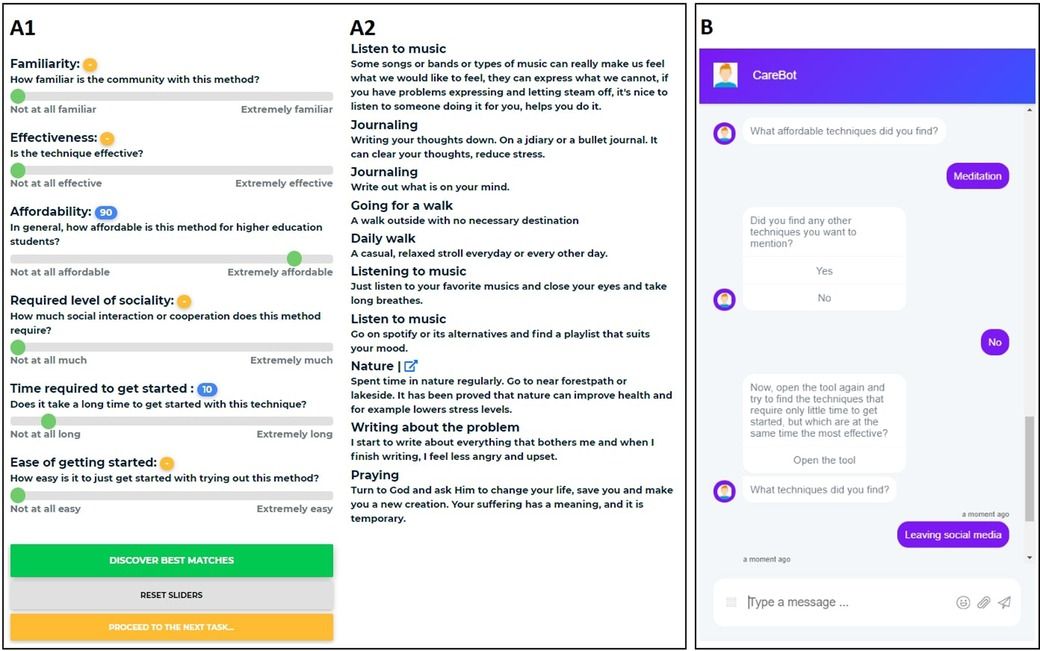 A1
Familiarity: -
How familiar is the community with this method?
Not at all familiar Extremely familiar
Effectiveness: -
Is the technique effective?
Not at all effective Extremely effective
Affordability: 90
In general, how affordable is this method for higher education
students?
Not at all affordable Extremely affordable
Required level of sociality: -
How much social interaction or cooperation does this method
require?
Not at all much Extremely much
Time required to get started : 10
Does it take a long time to get started with this technique?
Not at all long Extremely long
Ease of getting started: -
How easy is it to just get started with trying out this method?
Not at all easy Extremely easy
DISCOVER BEST MATCHES
RESET SLIDERS
PROCEED TO THE NEXT TASK...
A2
Listen to music
Some songs or bands or types of music can really make us feel
what we would like to feel, they can express what we cannot, if
you have problems expressing and letting steam off, it's nice to
listen to someone doing it for you, helps you do it.
Journaling
Writing your thoughts down. On a jdiary or a bullet journal. It
can clear your thoughts, reduce stress.
Journaling
Write out what is on your mind.
Going for a walk
A walk outside with no necessary destination
Daily walk
A casual, relaxed stroll everyday or every other day.
Listening to music
Just listen to your favorite musics and close your eyes and take
long breathes.
Listen to music
Go on spotify or its alternatives and find a playlist that suits
your mood.
Nature |
Spent time in nature regularly. Go to near forestpath or
lakeside. It has been proved that nature can improve health and
for example lowers stress levels.
Writing about the problem
I start to write about everything that bothers me and when I
finish writing, I feel less angry and upset.
Praying
Turn to God and ask Him to change your life, save you and make
you a new creation. Your suffering has a meaning, and it is
temporary.
B
CareBot
What affordable techniques did you find?
Meditation
Did you find any other
techniques you want to
mention?
Yes
No
No
Now, open the tool again and
try to find the techniques that
require only little time to get
started, but which are at the
same time the most effective?
Open the tool
What techniques did you find?
a moment ago
Leaving social media
a moment ago
Type a message ...